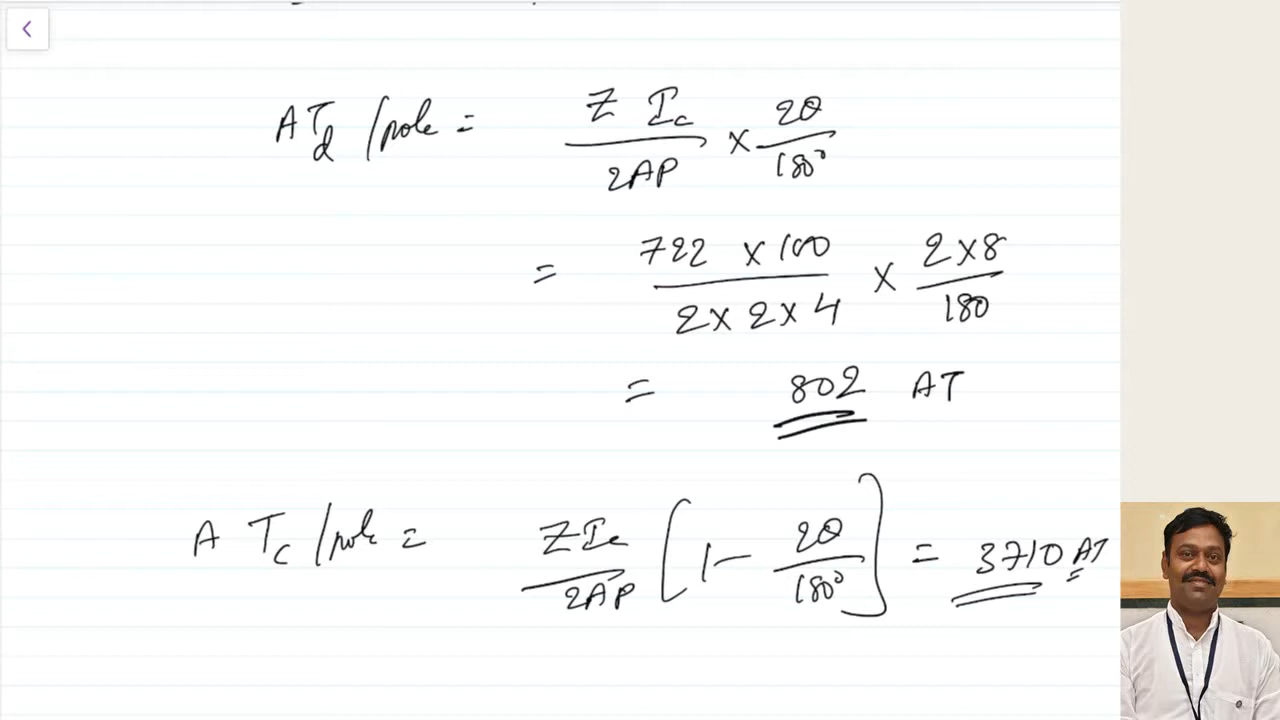 AT_d /pole = Z I_c / 2AP × 2θ / 180°
= 722 × 100 / 2 × 2 × 4 × 2×8 / 180
= 802 AT
A T_c /pole = Z I_c / 2AP [1 - 2θ / 180°] = 3710 AT